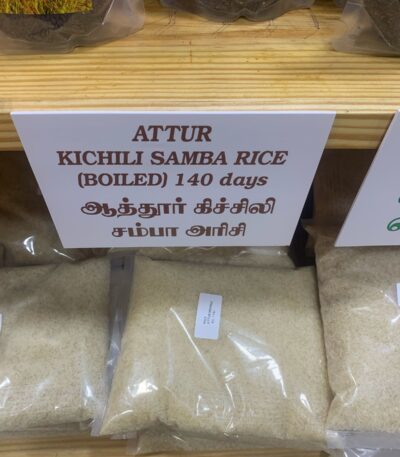 ATTUR
KICHILI SAMBA RICE
(BOILED) 140 days
ஆத்தூர் கிச்சிலி
சம்பா அரிசி